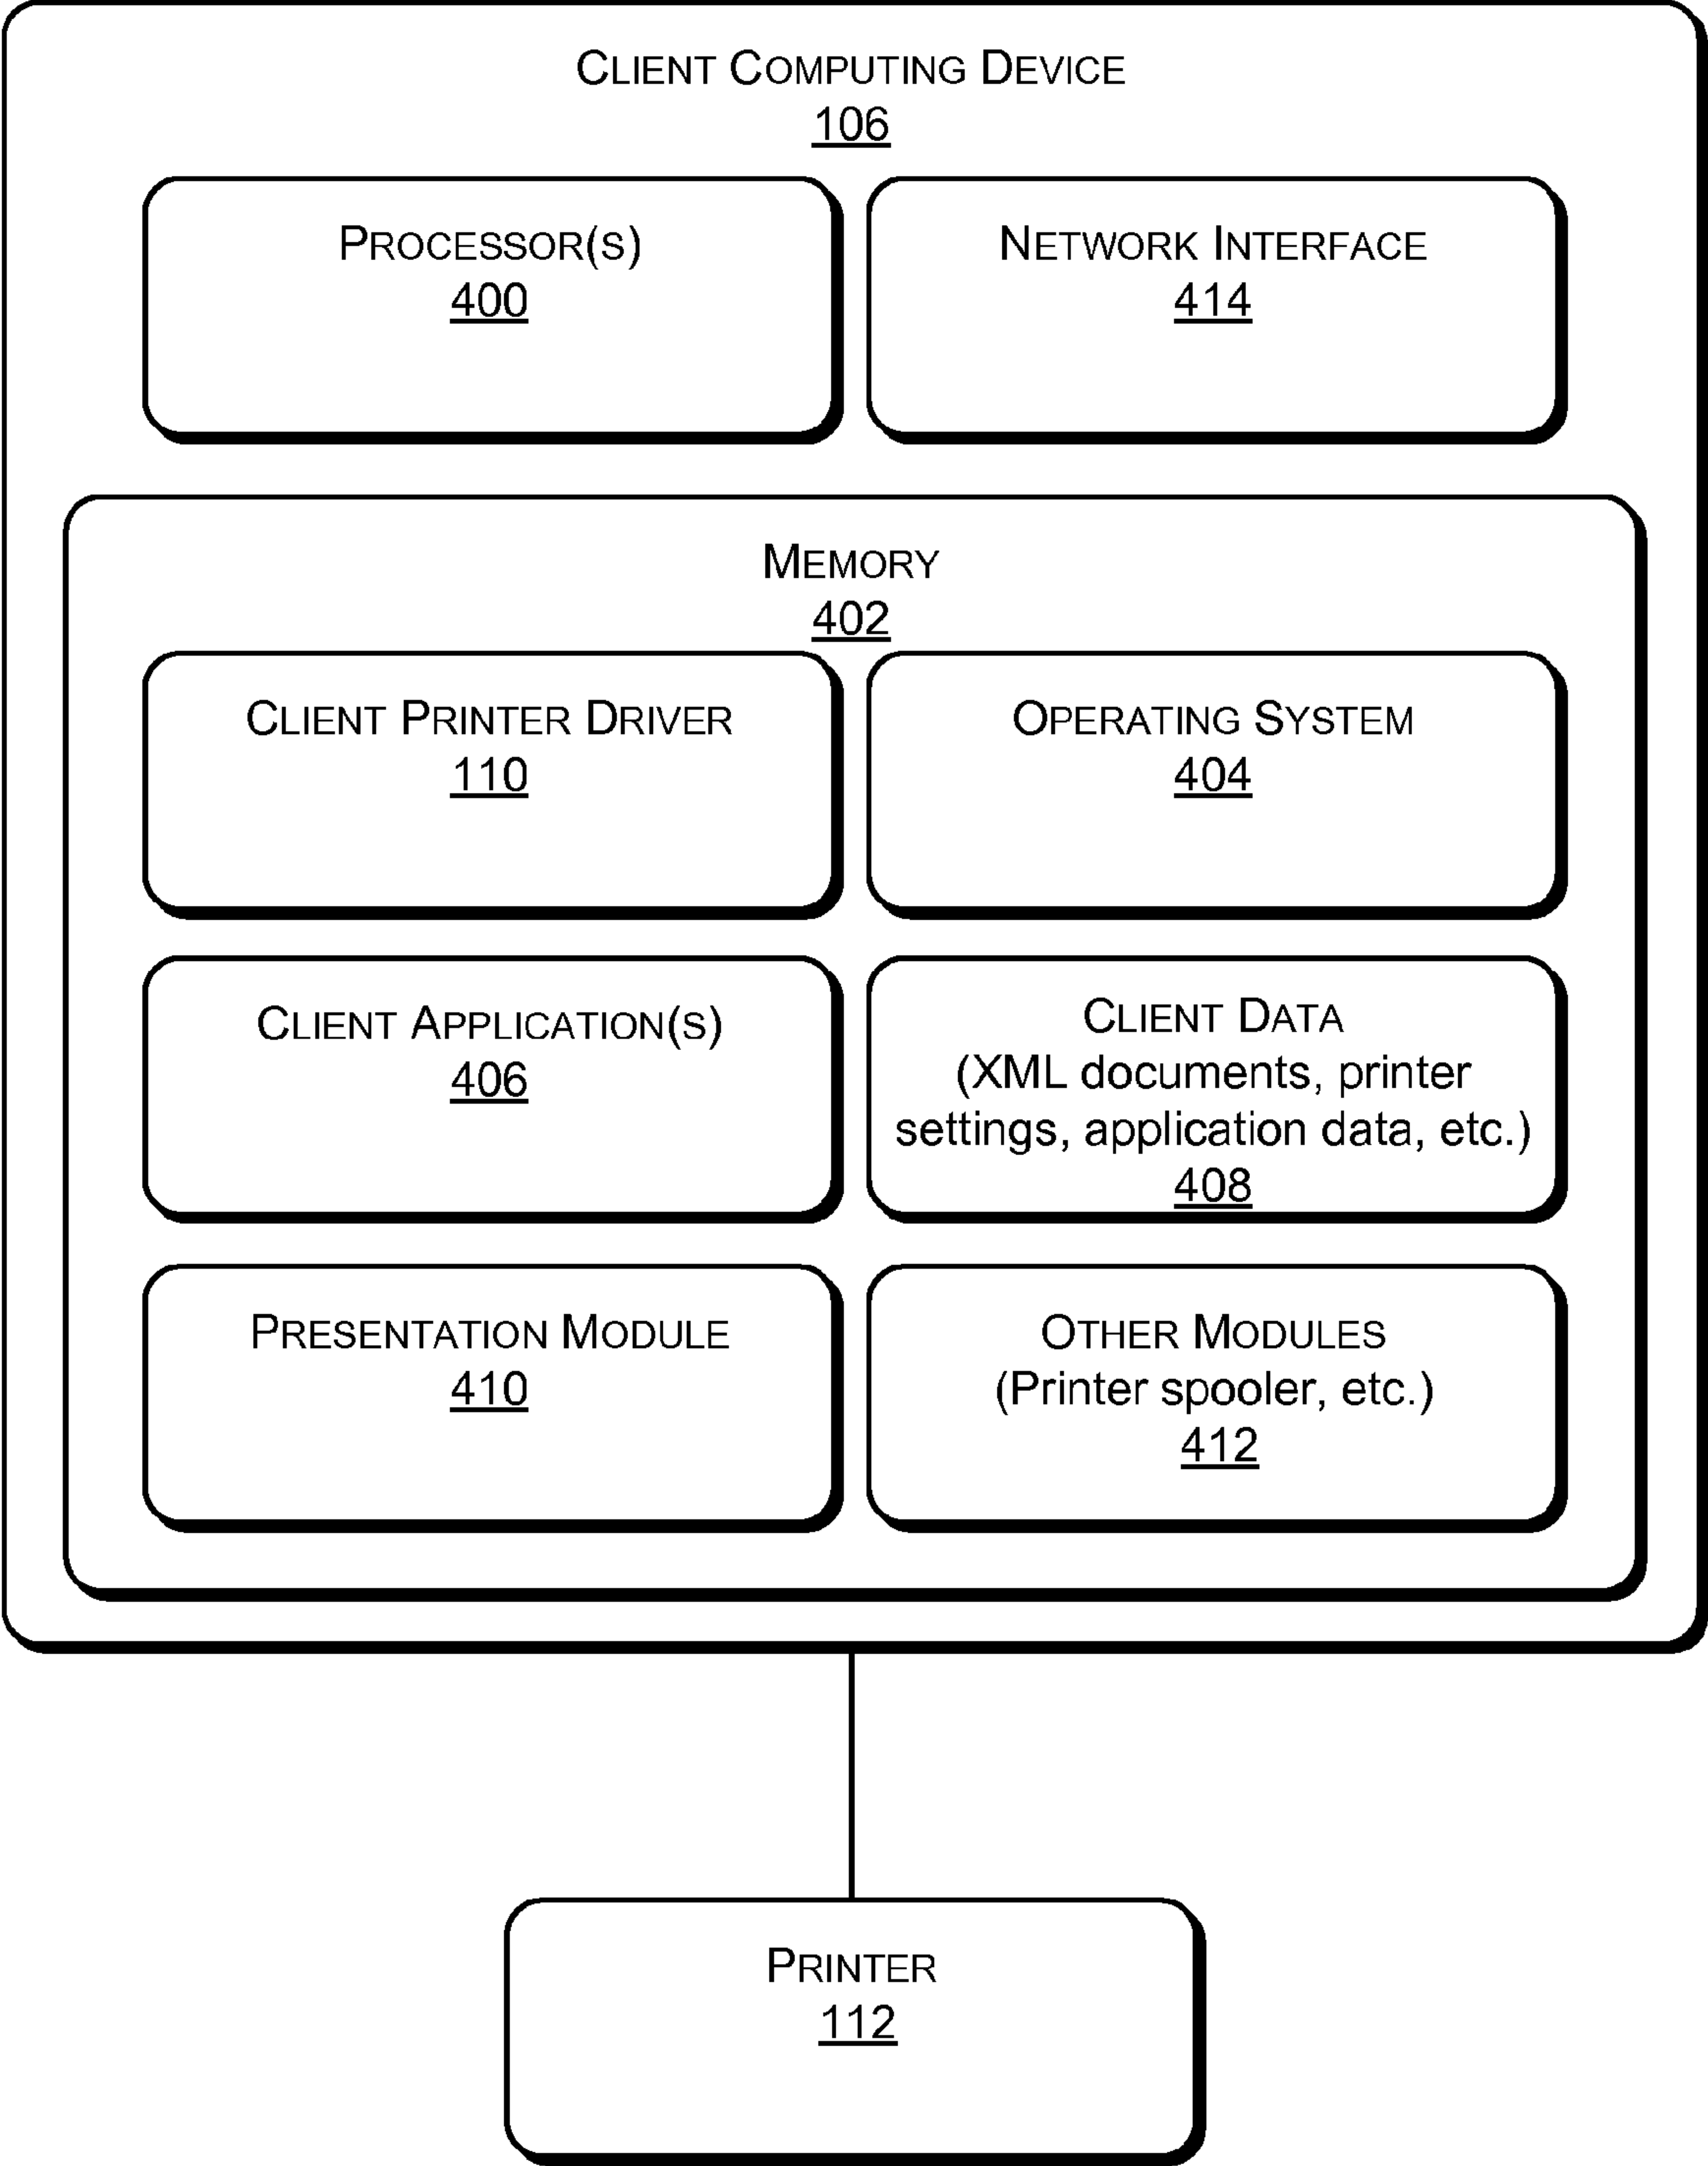 CLIENT COMPUTING DEVICE
106
PROCESSOR(S)
400
NETWORK INTERFACE
414
MEMORY
402
CLIENT PRINTER DRIVER
110
OPERATING SYSTEM
404
CLIENT APPLICATION(S)
406
CLIENT DATA
(XML documents, printer
settings, application data, etc.)
408
PRESENTATION MODULE
410
OTHER MODULES
(Printer spooler, etc.)
412
PRINTER
112